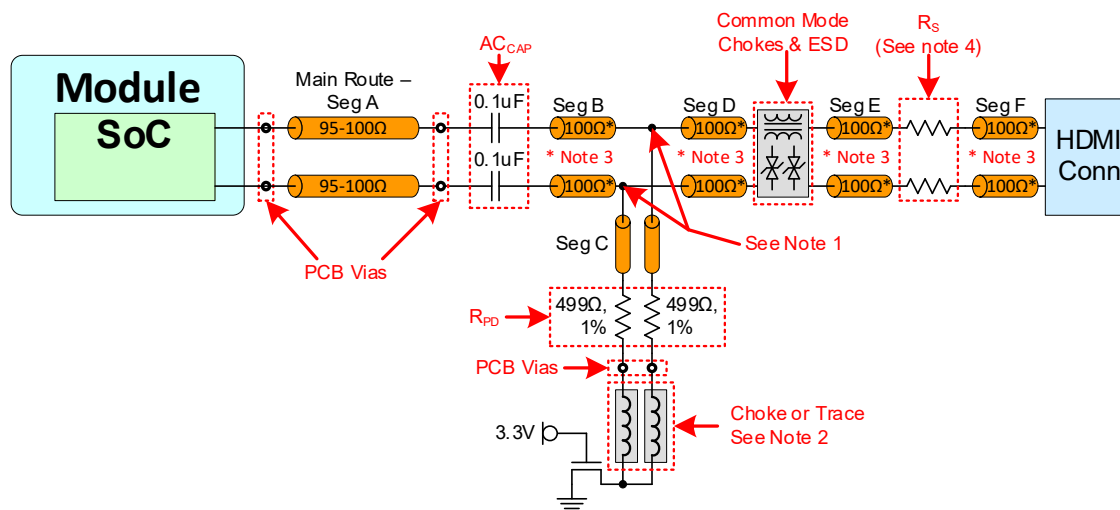 Module
SoC
Main Route –
Seg A
95-100Ω
95-100Ω
PCB Vias
AC_CAP
0.1uF
0.1uF
Seg B
100Ω*
* Note 3
100Ω*
Seg D
100Ω*
* Note 3
100Ω*
Common Mode
Chokes & ESD
Seg E
100Ω*
* Note 3
100Ω*
R_S
(See note 4)
Seg F
100Ω*
* Note 3
100Ω*
HDMI
Conn
See Note 1
Seg C
R_PD
499Ω,
1%
499Ω,
1%
PCB Vias
Choke or Trace
See Note 2
3.3V